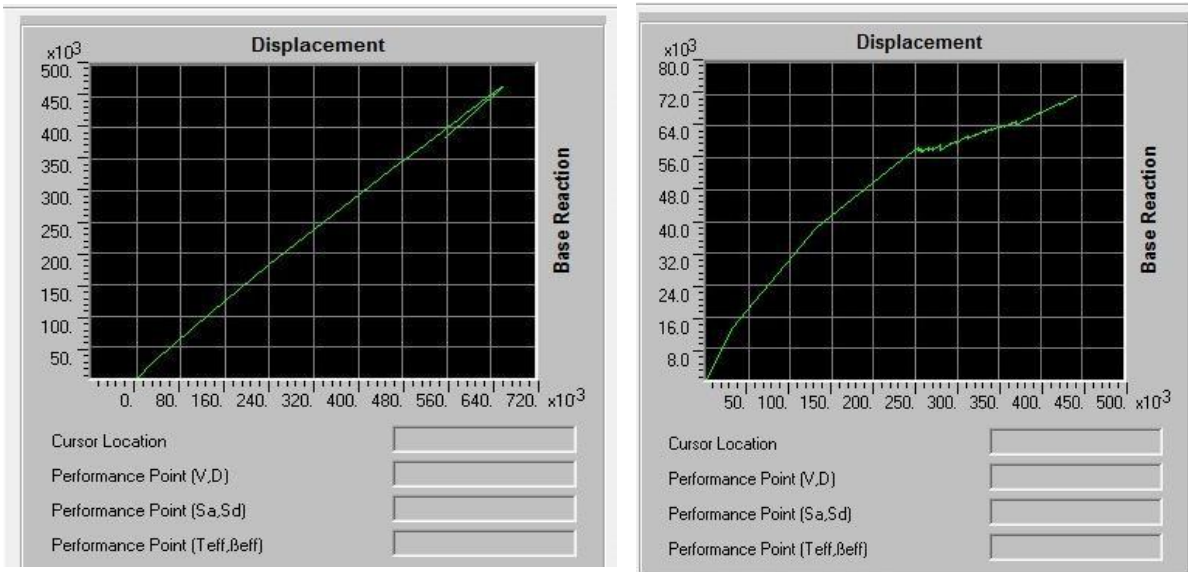 Displacement
x10³
500.
450.
400.
350.
300.
250.
200.
150.
100.
50.
0. 80. 160. 240. 320. 400. 480. 560. 640. 720. x10⁻³
Base Reaction
Cursor Location
Performance Point (V,D)
Performance Point (Sa,Sd)
Performance Point (Teff,βeff)
Displacement
x10³
80.0
72.0
64.0
56.0
48.0
40.0
32.0
24.0
16.0
8.0
50. 100. 150. 200. 250. 300. 350. 400. 450. 500. x10⁻³
Base Reaction
Cursor Location
Performance Point (V,D)
Performance Point (Sa,Sd)
Performance Point (Teff,βeff)